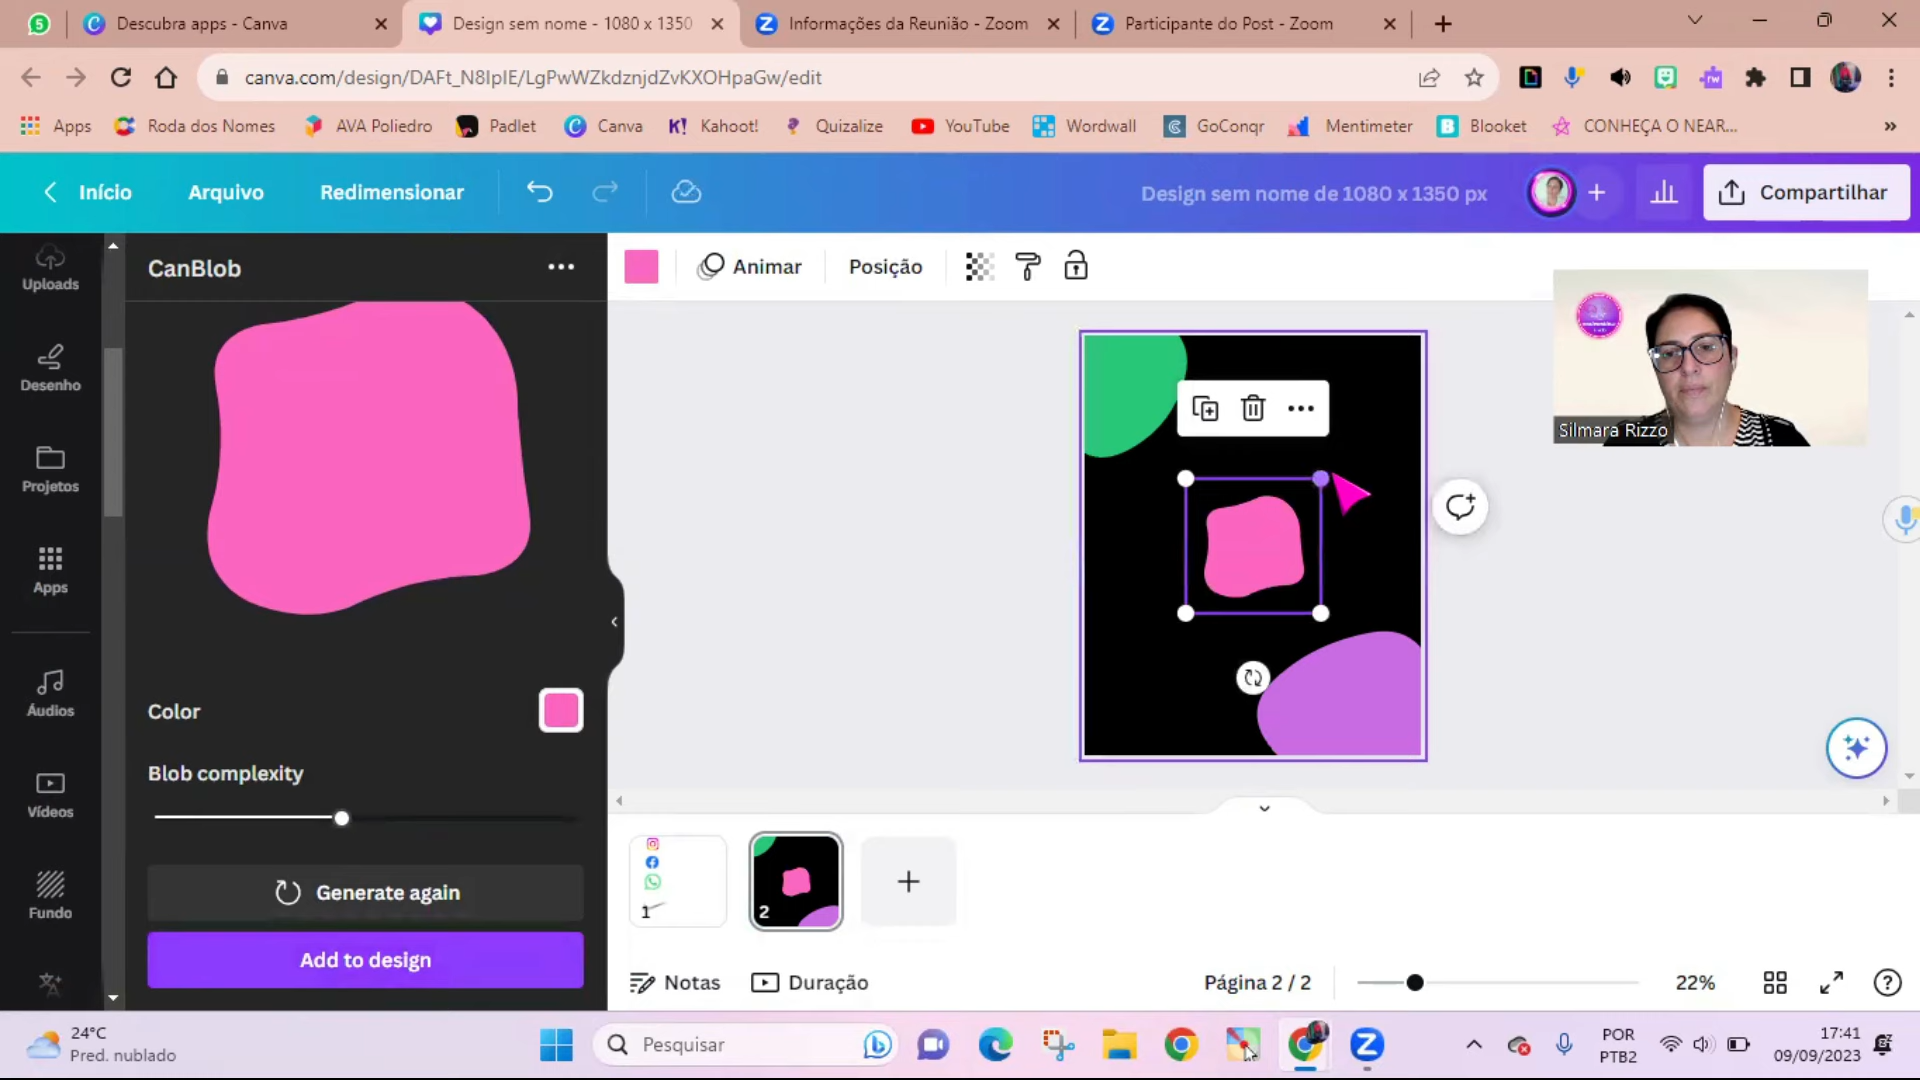 5
Descubra apps - Canva
Design sem nome - 1080 x 1350
Informações da Reunião - Zoom
Participante do Post - Zoom
canva.com/design/DAFt_N8IpIE/LgPwWZkdznjdZvKXOHpaGw/edit
Apps
Roda dos Nomes
AVA Poliedro
Padlet
Canva
K! Kahoot!
Quizalize
YouTube
Wordwall
GoConqr
Mentimeter
B Blooket
CONHEÇA O NEAR...
Início
Arquivo
Redimensionar
Design sem nome de 1080 x 1350 px
Compartilhar
Uploads
CanBlob
Animar
Posição
Silmara Rizzo
Desenho
Projetos
Apps
Áudios
Color
Blob complexity
Vídeos
Generate again
Fundo
Add to design
1
2
Notas
Duração
Página 2 / 2
22%
24°C
Pred. nublado
Pesquisar
POR
PTB2
17:41
09/09/2023